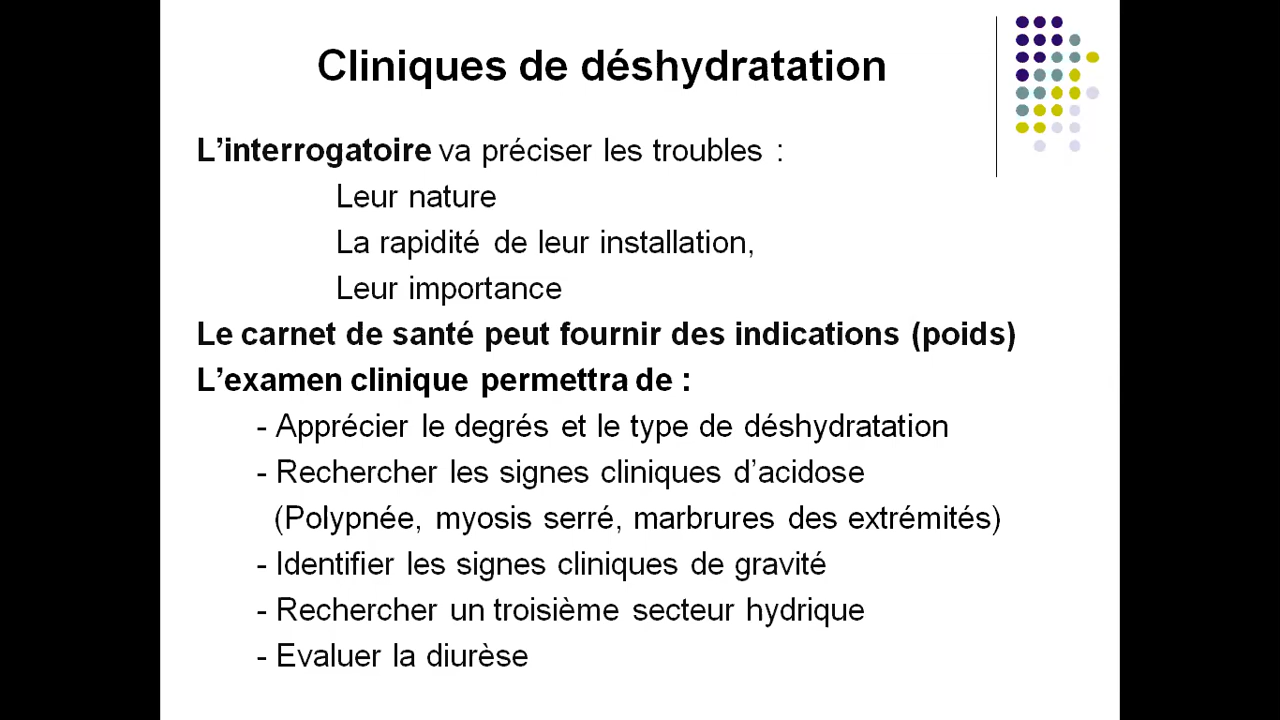 Cliniques de déshydratation
L’interrogatoire va préciser les troubles :
Leur nature
La rapidité de leur installation,
Leur importance
Le carnet de santé peut fournir des indications (poids)
L’examen clinique permettra de :
- Apprécier le degrés et le type de déshydratation
- Rechercher les signes cliniques d’acidose
(Polypnée, myosis serré, marbrures des extrémités)
- Identifier les signes cliniques de gravité
- Rechercher un troisième secteur hydrique
- Evaluer la diurèse